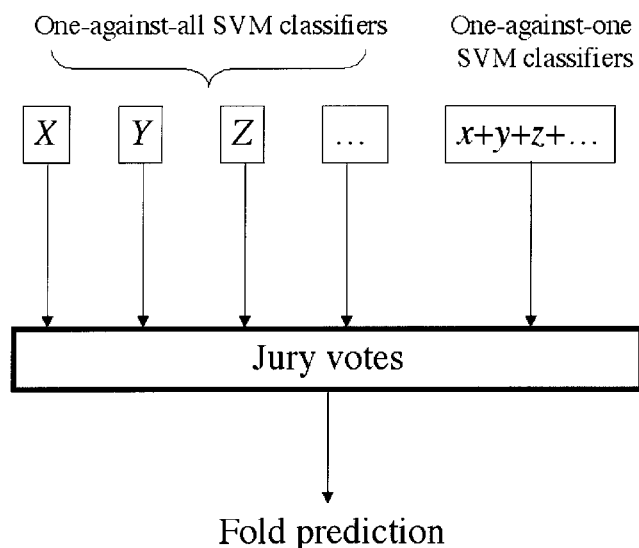 One-against-all SVM classifiers
One-against-one
SVM classifiers
X Y Z ... x+y+z+...
Jury votes
Fold prediction